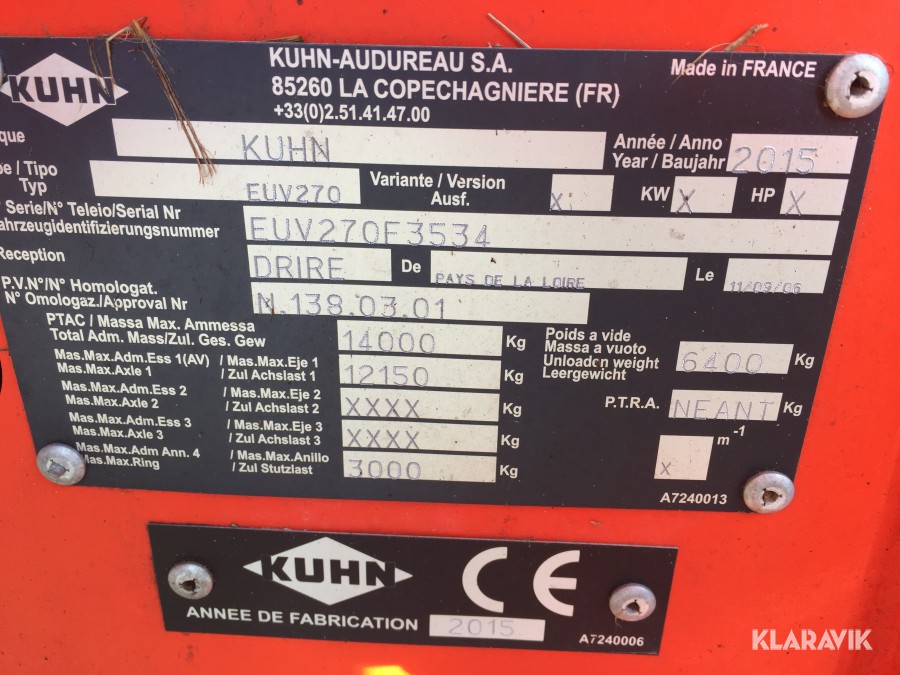 KUHN
KUHN-AUDUREAU S.A.
85260 LA COPECHAGNIERE (FR)
+33(0)2.51.41.47.00
Made in FRANCE
que KUHN
Année / Anno
Year / Baujahr 2015
pe / Tipo
Typ EUV270
Variante / Version
Ausf. X KW X HP X
° Serie/N° Teleio/Serial Nr
ahrzeugidentifizierungsnummer EUV270F3534
Reception DRIRE De PAYS DE LA LOIRE Le 11/09/06
P.V.N°/N° Homologat.
N° Omologaz./Approval Nr N.138.03.01
PTAC / Massa Max. Ammessa
Total Adm. Mass/Zul. Ges. Gew 14000 Kg
Poids a vide
Massa a vuoto
Unloadcn weight
Leergewicht 6400 Kg
Mas.Max.Adm.Ess 1(AV) / Mas.Max.Eje 1
Mas.Max.Axle 1 / Zul Achslast 1 12150 Kg
Mas.Max.Adm.Ess 2 / Mas.Max.Eje 2
Mas.Max.Axle 2 / Zul Achslast 2 XXXX Kg
P.T.R.A. NEANT Kg
Mas.Max.Adm.Ess 3 / Mas.Max.Eje 3
Mas.Max.Axle 3 / Zul Achslast 3 XXXX Kg
Mas.Max.Adm Ann. 4 / Mas.Max.Anillo
Mas.Max.Ring / Zul Stutzlast 3000 Kg
X m-1
A7240013
KUHN CE
ANNEE DE FABRICATION 2015
A7240006
KLARAVIK